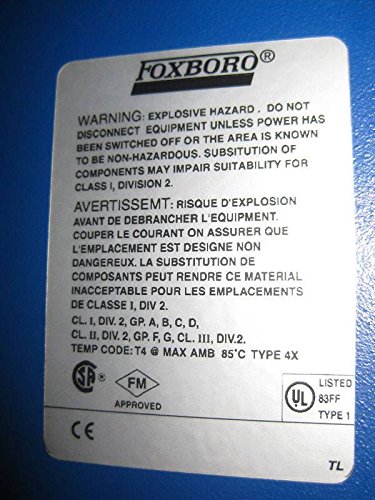 FOXBORO®
WARNING: EXPLOSIVE HAZARD. DO NOT
DISCONNECT EQUIPMENT UNLESS POWER HAS
BEEN SWITCHED OFF OR THE AREA IS KNOWN
TO BE NON-HAZARDOUS. SUBSITUTION OF
COMPONENTS MAY IMPAIR SUITABILITY FOR
CLASS I, DIVISION 2.
AVERTISSEMT: RISQUE D'EXPLOSION
AVANT DE DEBRANCHER L'EQUIPMENT.
COUPER LE COURANT ON ASSURER QUE
L'EMPLACEMENT EST DESIGNE NON
DANGEREUX. LA SUBSTITUTION DE
COMPOSANTS PEUT RENDRE CE MATERIAL
INACCEPTABLE POUR LES EMPLACEMENTS
DE CLASSE I, DIV 2.
CL. I, DIV. 2, GP. A, B, C, D,
CL. II, DIV. 2, GP. F, G, CL. III, DIV.2.
TEMP CODE: T4 @ MAX AMB 85°C TYPE 4X
SA ®
FM
APPROVED
UL
LISTED
83FF
TYPE 1
CE
TL